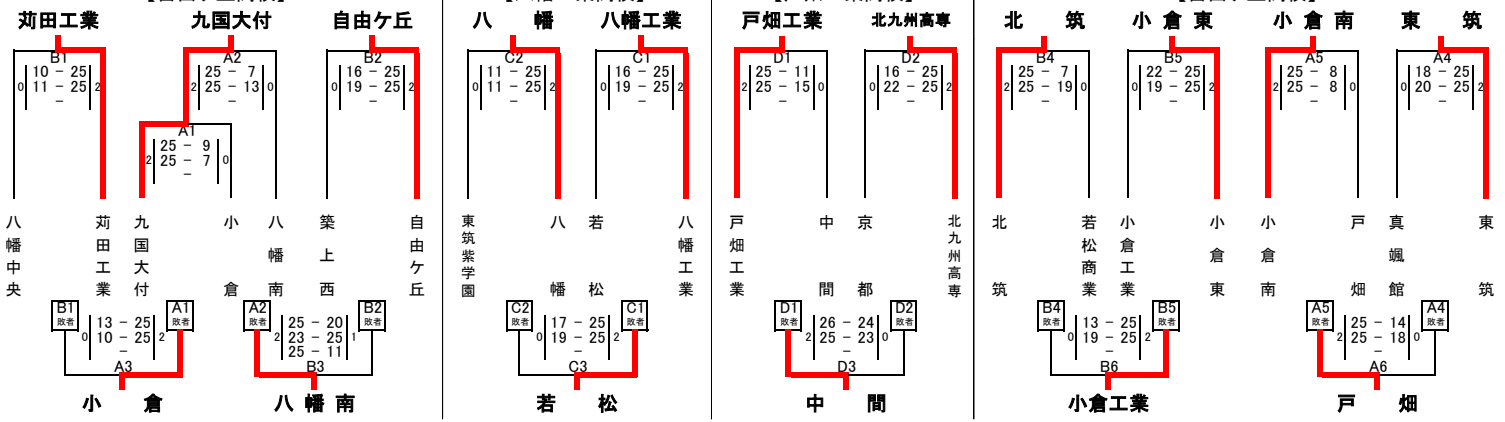 苅田工業 九国大付 自由ケ丘 八幡 八幡工業 戸畑工業 北九州高専 北筑 小倉東 小倉南 東筑
B1 A2 B2 C2 C1 D1 D2 B4 B5 A5 A4
10 - 25 25 - 7 16 - 25 11 - 25 16 - 25 25 - 11 16 - 25 25 - 7 22 - 25 25 - 8 18 - 25
0 11 - 25 2 2 25 - 13 0 0 19 - 25 2 0 11 - 25 2 0 19 - 25 2 2 25 - 15 0 0 22 - 25 2 2 25 - 19 0 0 19 - 25 2 2 25 - 8 0 0 20 - 25 2
- - - - - - - - - - -
A1
25 - 9
2 25 - 7 0
-
八幡中央 苅田工業 九国大付 小倉 八幡南 築上西 自由ケ丘 東筑紫学園 八幡 若松 八幡工業 戸畑工業 中間 京都 北九州高専 北筑 若松商業 小倉工業 小倉東 小倉南 戸畑 真颯館 東筑
B1 A1 A2 B2 C2 C1 D1 D2 B4 B5 A5 A4
敗者 敗者 敗者 敗者 敗者 敗者 敗者 敗者 敗者 敗者 敗者 敗者
13 - 25 25 - 20 17 - 25 26 - 24 13 - 25 25 - 14
0 10 - 25 2 2 23 - 25 1 0 19 - 25 2 2 25 - 23 0 0 19 - 25 2 2 25 - 18 0
- 25 - 11 - - - -
A3 B3 C3 D3 B6 A6
小倉 八幡南 若松 中間 小倉工業 戸畑